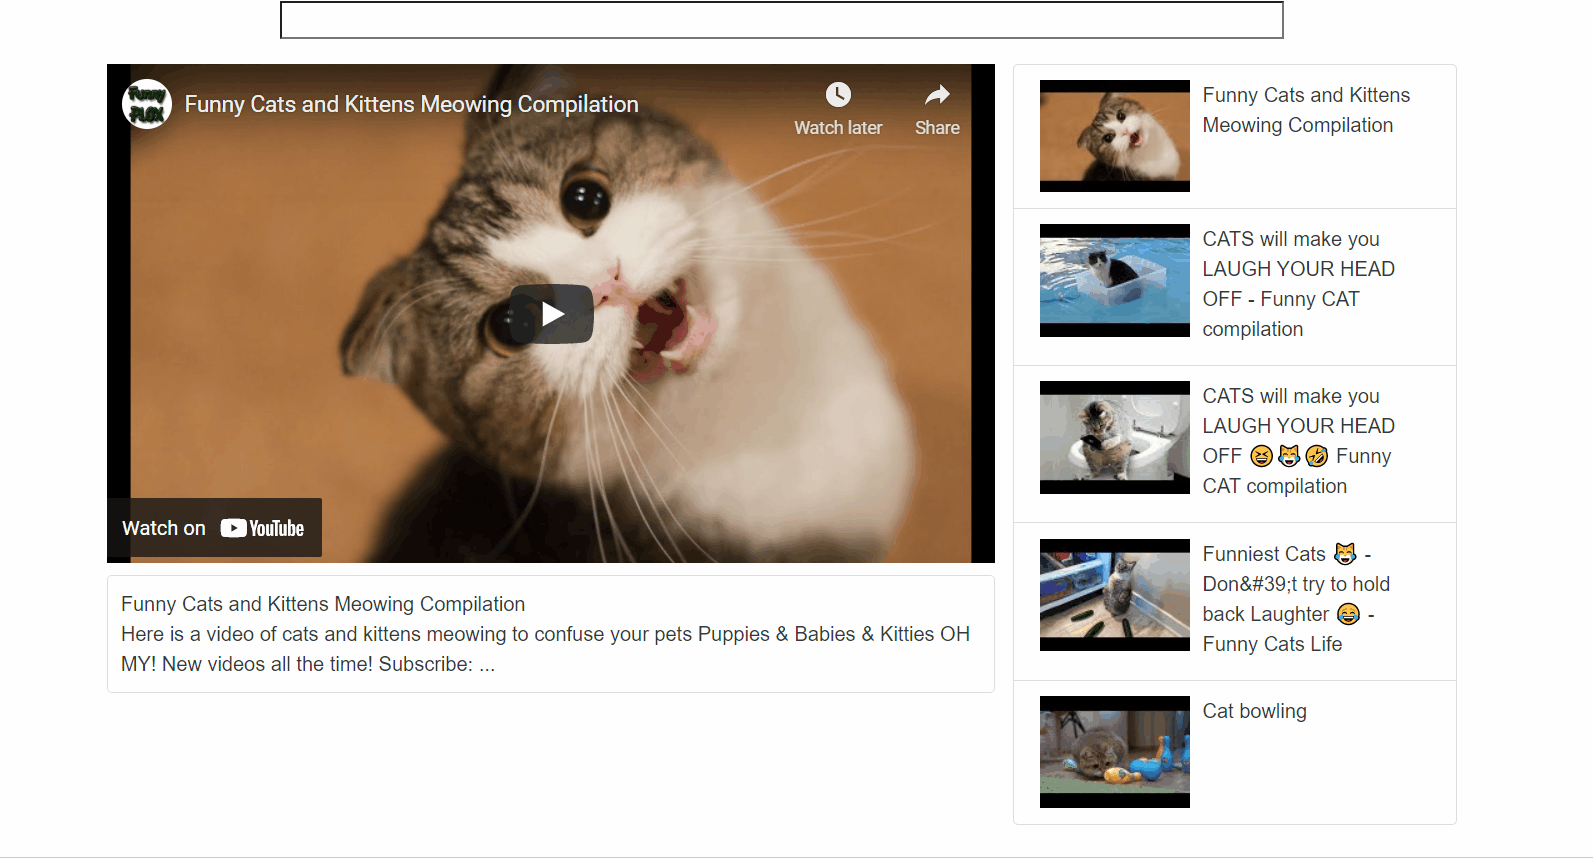 Funny PLOX
Funny Cats and Kittens Meowing Compilation
Watch later
Share
Watch on YouTube
Funny Cats and Kittens Meowing Compilation
Here is a video of cats and kittens meowing to confuse your pets Puppies & Babies & Kitties OH
MY! New videos all the time! Subscribe: ...
Funny Cats and Kittens
Meowing Compilation
CATS will make you
LAUGH YOUR HEAD
OFF - Funny CAT
compilation
CATS will make you
LAUGH YOUR HEAD
OFF 😆😹🤣 Funny
CAT compilation
Funniest Cats 😹 -
Don&#39;t try to hold
back Laughter 😂 -
Funny Cats Life
Cat bowling